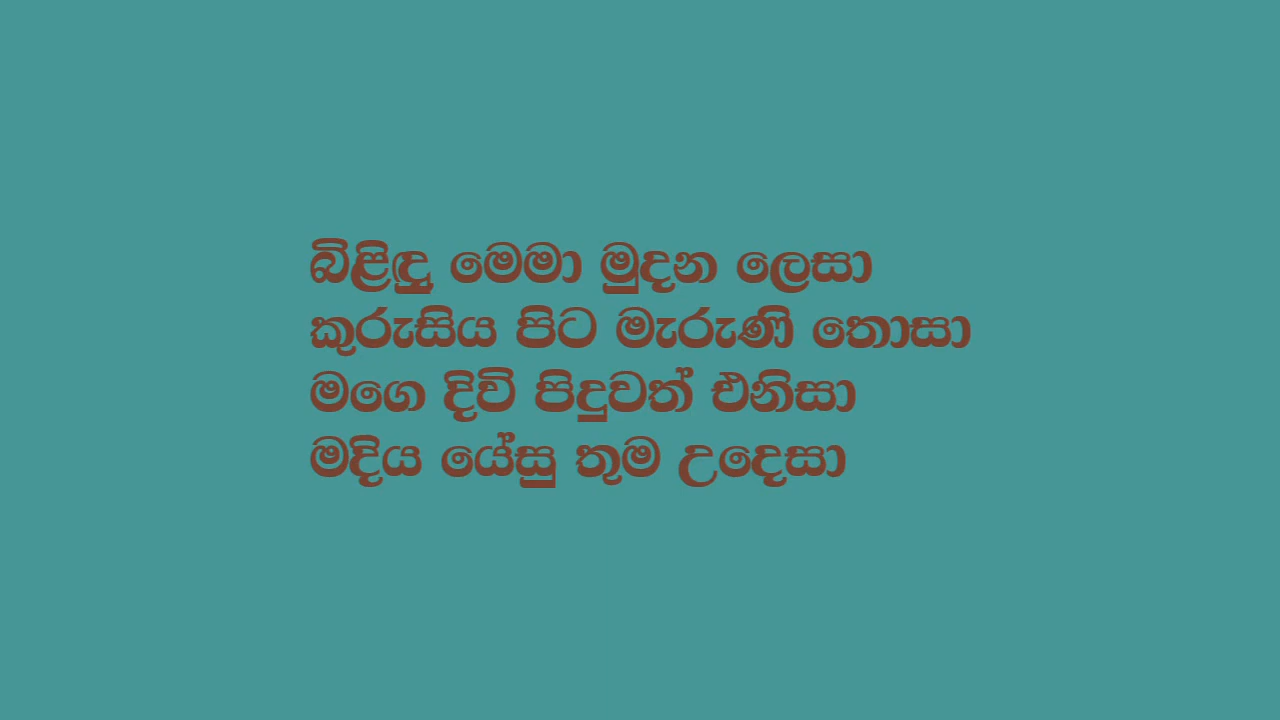 බිළිඳු මෙමා මුදන ලෙසා
කුරුසිය පිට මැරුණි තොසා
මගෙ දිවි පිදුවත් එනිසා
මදිය යේසු තුම උදෙසා